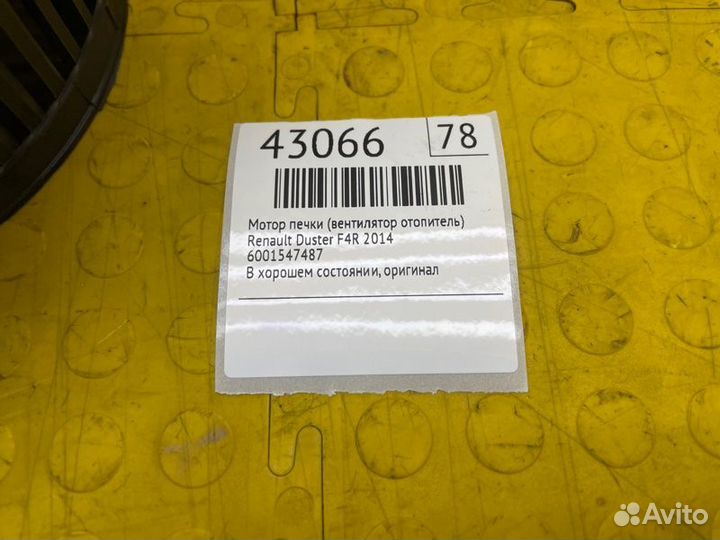 43066 78
Мотор печки (вентилятор отопитель)
Renault Duster F4R 2014
6001547487
В хорошем состоянии, оригинал
Avito